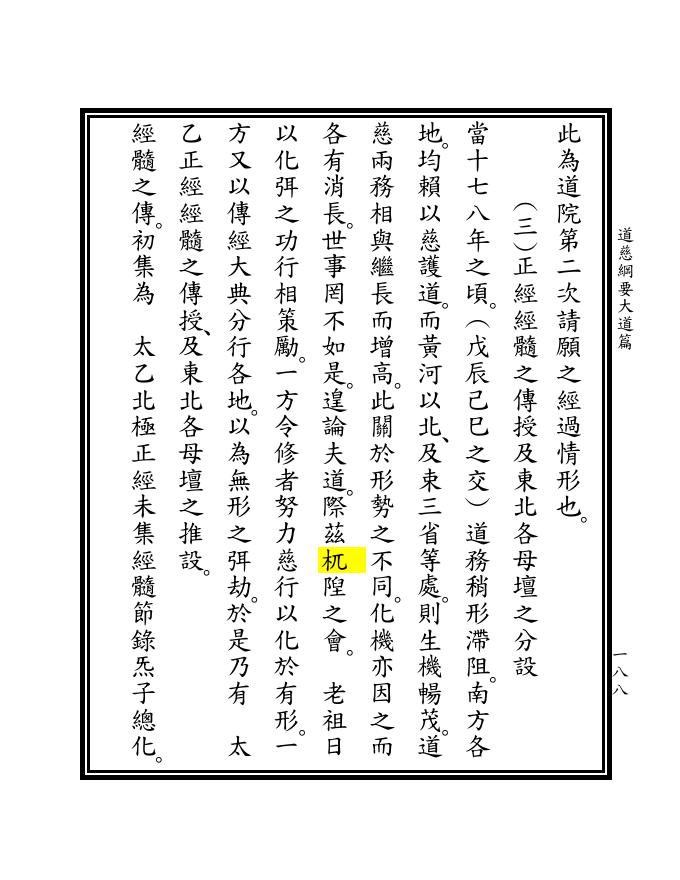 道慈綱要大道篇
一八八
此為道院第二次請願之經過情形也。
（三）正經經髓之傳授及東北各母壇之分設
當十七八年之頃。（戊辰己巳之交）道務稍形滯阻。南方各
地。均賴以慈護道。而黃河以北、及東三省等處。則生機暢茂。道
慈兩務相與繼長而增高。此關於形勢之不同。化機亦因之而
各有消長。世事罔不如是。遑論夫道。際茲杌隉之會。　老祖日
以化弭之功行相策勵。一方令修者努力慈行以化於有形。一
方又以傳經大典分行各地。以為無形之弭劫。於是乃有　太
乙正經經髓之傳授、及東北各母壇之推設。
經髓之傳。初集為　太乙北極正經未集經髓節錄炁子總化。